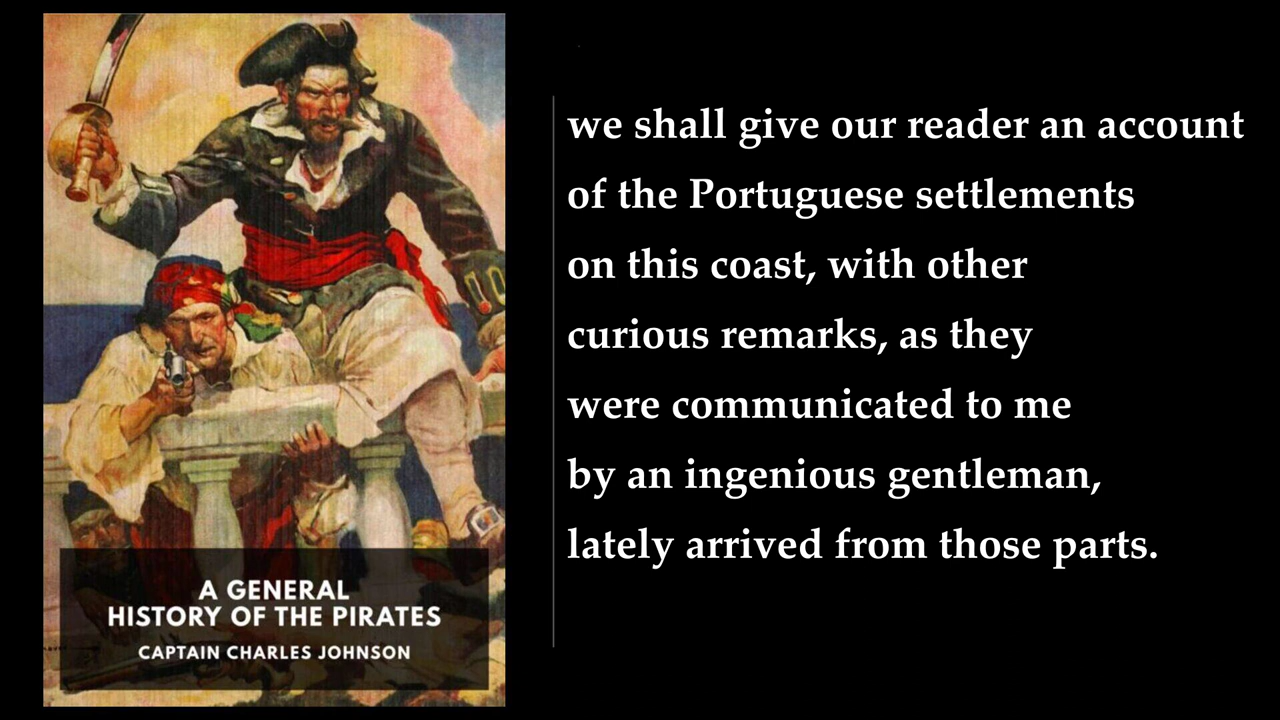 A GENERAL
HISTORY OF THE PIRATES
CAPTAIN CHARLES JOHNSON
we shall give our reader an account
of the Portuguese settlements
on this coast, with other
curious remarks, as they
were communicated to me
by an ingenious gentleman,
lately arrived from those parts.